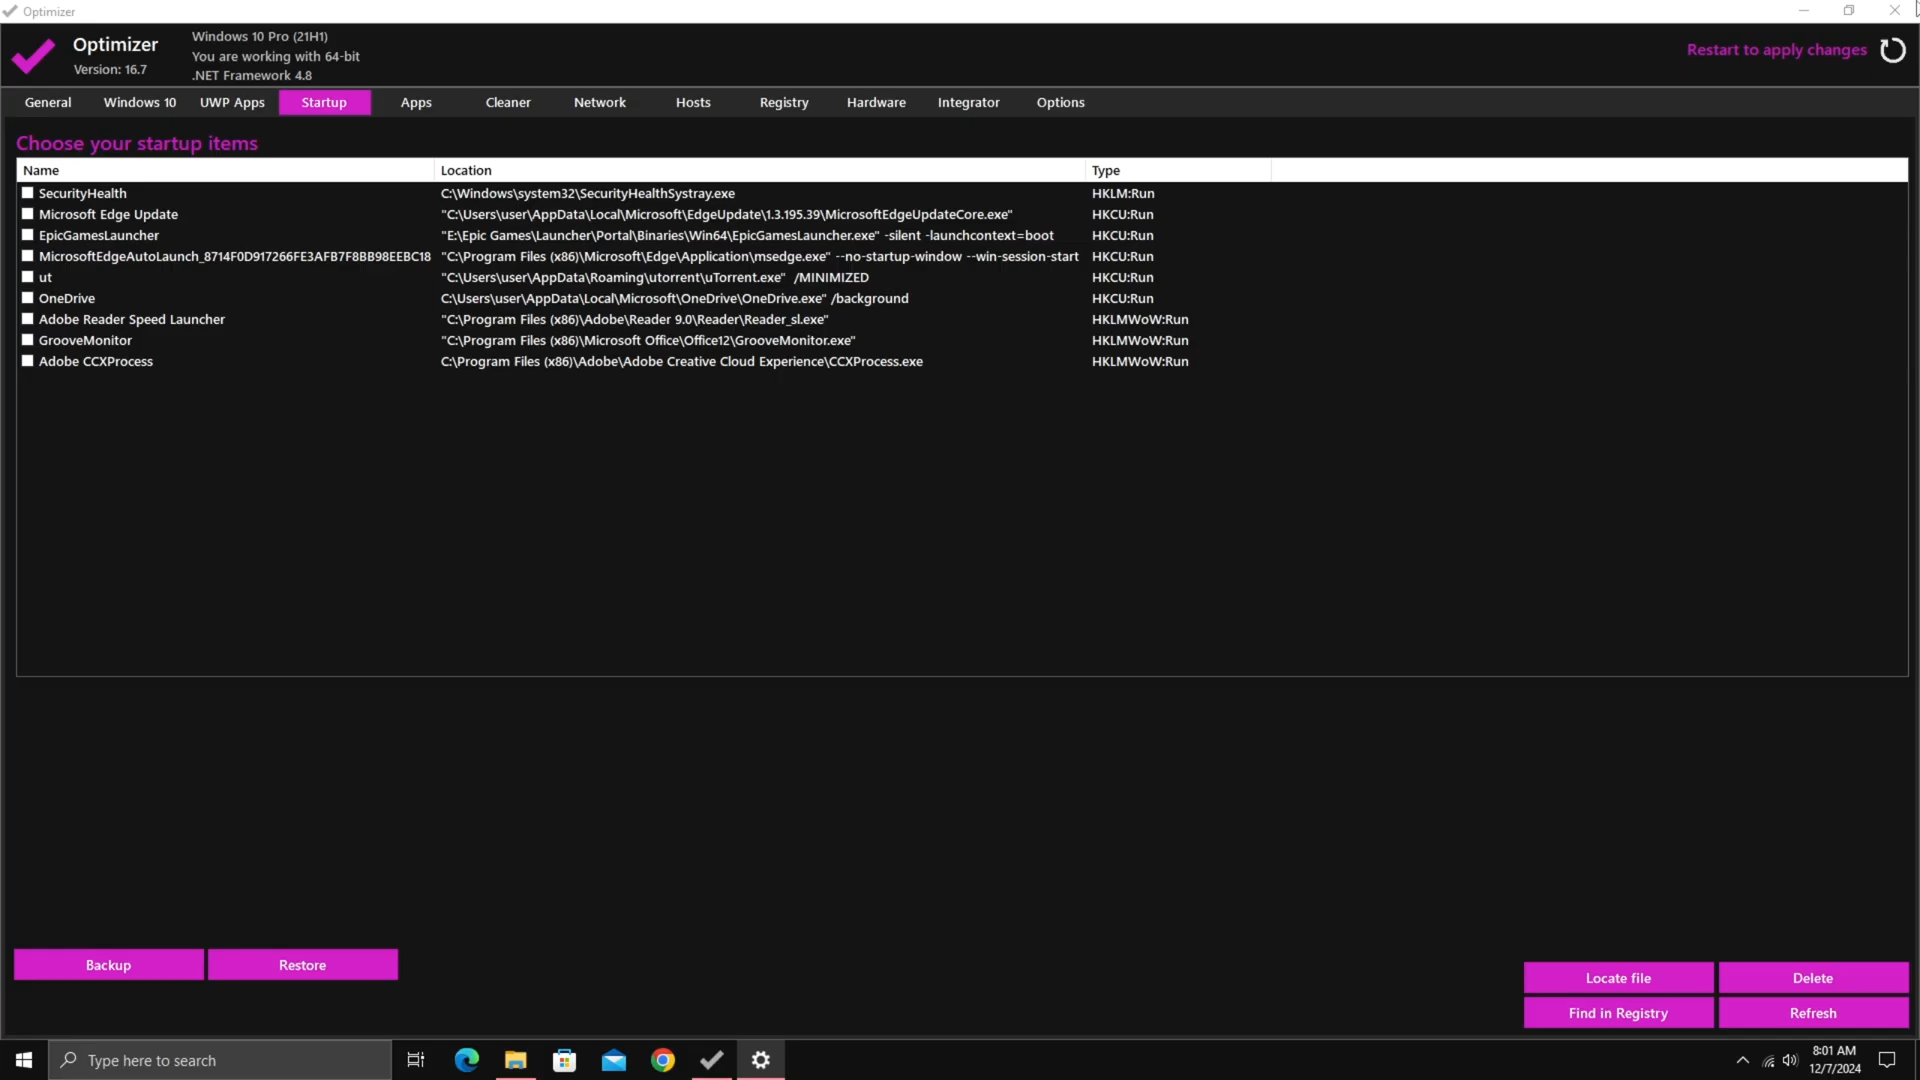 Optimizer
Optimizer
Version: 16.7
Windows 10 Pro (21H1)
You are working with 64-bit
.NET Framework 4.8
Restart to apply changes
General Windows 10 UWP Apps Startup Apps Cleaner Network Hosts Registry Hardware Integrator Options
Choose your startup items
Name Location Type
SecurityHealth C:\Windows\system32\SecurityHealthSystray.exe HKLM:Run
Microsoft Edge Update "C:\Users\user\AppData\Local\Microsoft\EdgeUpdate\1.3.195.39\MicrosoftEdgeUpdateCore.exe" HKCU:Run
EpicGamesLauncher "E:\Epic Games\Launcher\Portal\Binaries\Win64\EpicGamesLauncher.exe" -silent -launchcontext=boot HKCU:Run
MicrosoftEdgeAutoLaunch_8714F0D917266FE3AFB7F8BB98EEBC18 "C:\Program Files (x86)\Microsoft\Edge\Application\msedge.exe" --no-startup-window --win-session-start HKCU:Run
ut "C:\Users\user\AppData\Roaming\utorrent\uTorrent.exe" /MINIMIZED HKCU:Run
OneDrive C:\Users\user\AppData\Local\Microsoft\OneDrive\OneDrive.exe" /background HKCU:Run
Adobe Reader Speed Launcher "C:\Program Files (x86)\Adobe\Reader 9.0\Reader\Reader_sl.exe" HKLMWoW:Run
GrooveMonitor "C:\Program Files (x86)\Microsoft Office\Office12\GrooveMonitor.exe" HKLMWoW:Run
Adobe CCXProcess C:\Program Files (x86)\Adobe\Adobe Creative Cloud Experience\CCXProcess.exe HKLMWoW:Run
Backup Restore
Locate file Delete
Find in Registry Refresh
Type here to search
8:01 AM
12/7/2024